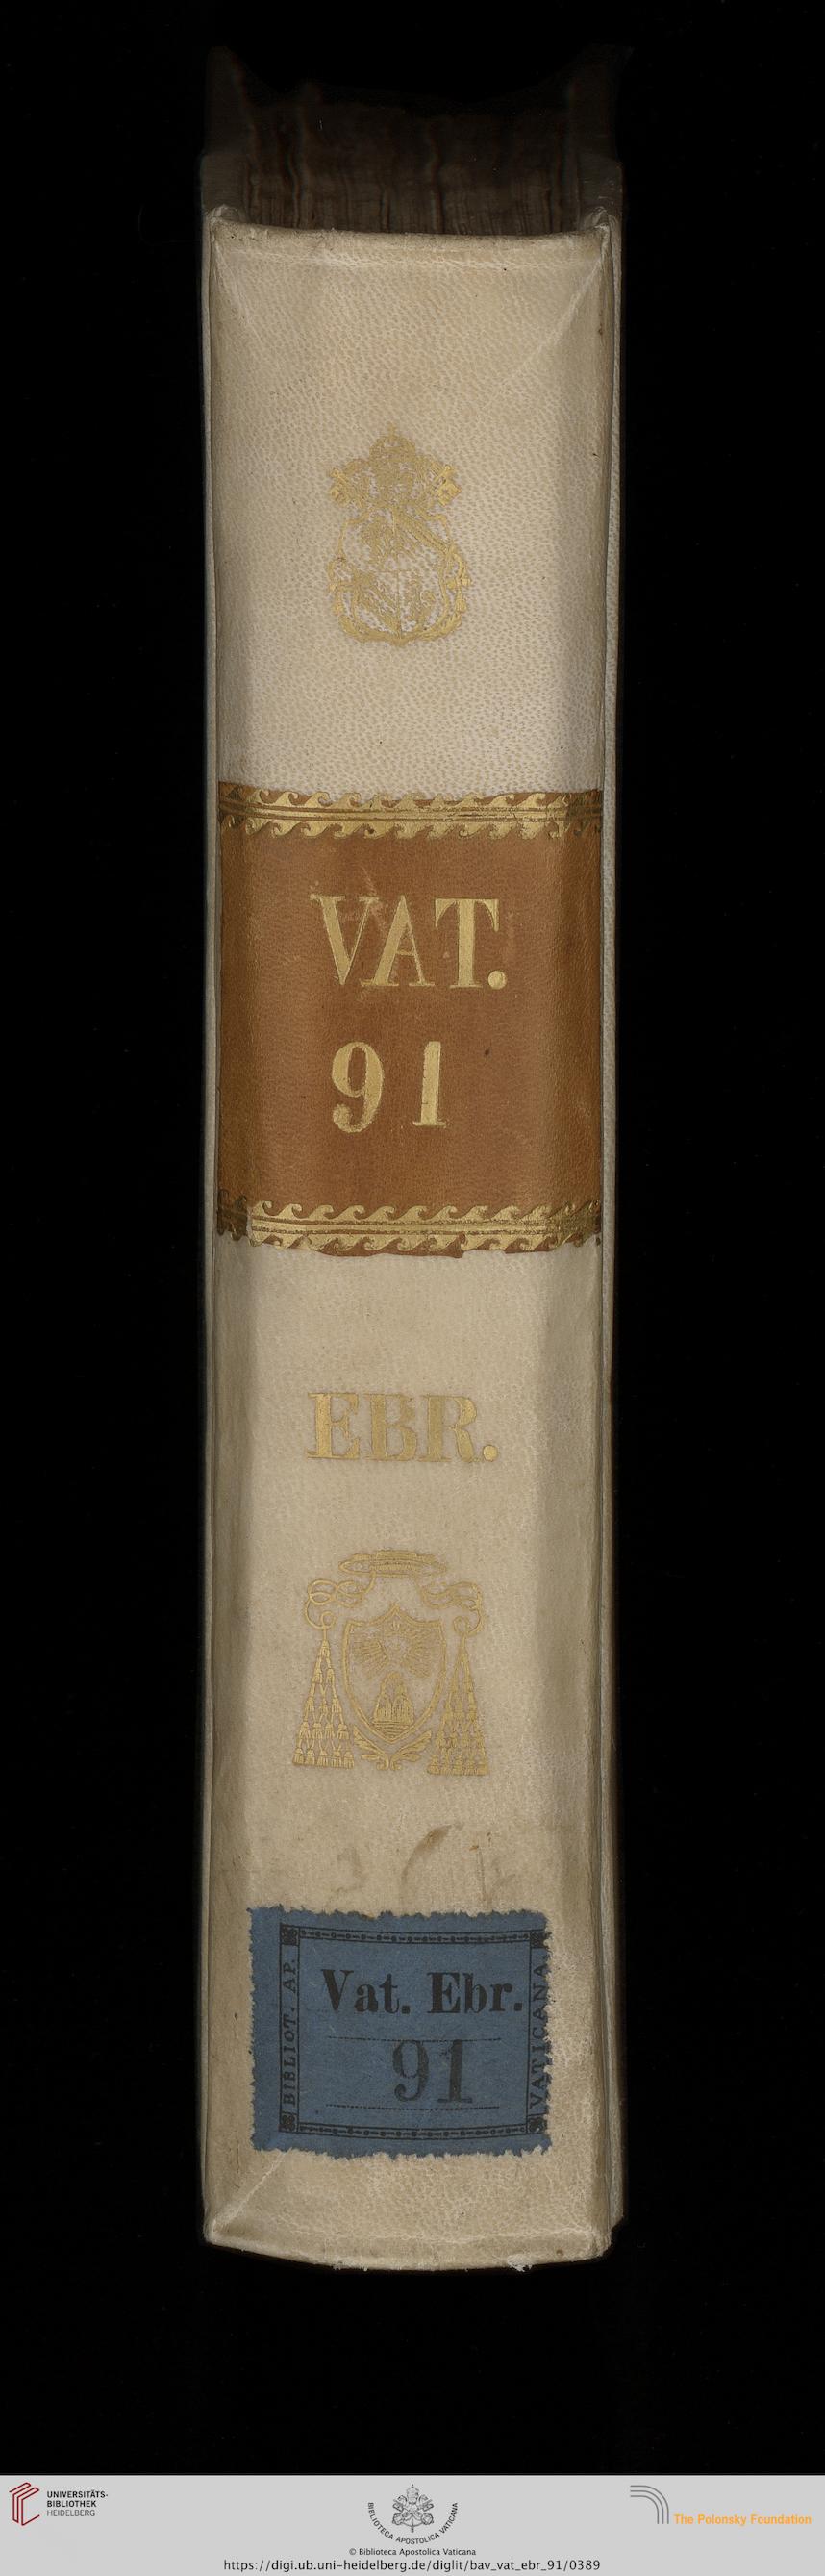 VAT.
91
EBR.
BIBLIOT. AP.
Vat. Ebr.
91
VATICANA.
UNIVERSITÄTS-
BIBLIOTHEK
HEIDELBERG
BIBLIOTECA APOSTOLICA VATICANA
The Polonsky Foundation
© Biblioteca Apostolica Vaticana
https://digi.ub.uni-heidelberg.de/diglit/bav_vat_ebr_91/0389